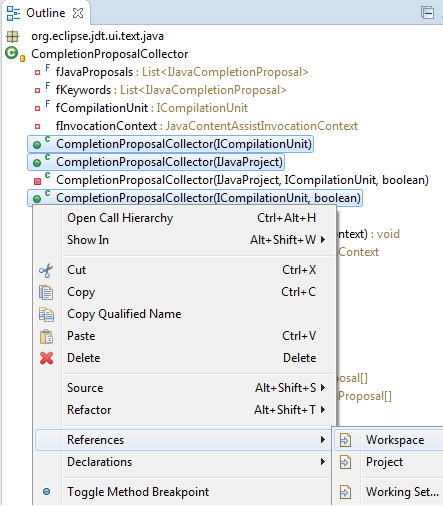 Outline
org.eclipse.jdt.ui.text.java
CompletionProposalCollector
F fJavaProposals : List<IJavaCompletionProposal>
F fKeywords : List<IJavaCompletionProposal>
F fCompilationUnit : ICompilationUnit
F fInvocationContext : JavaContentAssistInvocationContext
C CompletionProposalCollector(ICompilationUnit)
C CompletionProposalCollector(IJavaProject)
C CompletionProposalCollector(IJavaProject, ICompilationUnit, boolean)
C CompletionProposalCollector(ICompilationUnit, boolean)
Open Call Hierarchy Ctrl+Alt+H
Show In Alt+Shift+W
ntext) : void
Context
Cut Ctrl+X
Copy Ctrl+C
Copy Qualified Name
Paste Ctrl+V
Delete Delete
Source Alt+Shift+S
posal[]
Refactor Alt+Shift+T
Proposal[]
References
Workspace
Declarations
Project
Toggle Method Breakpoint
Working Set...